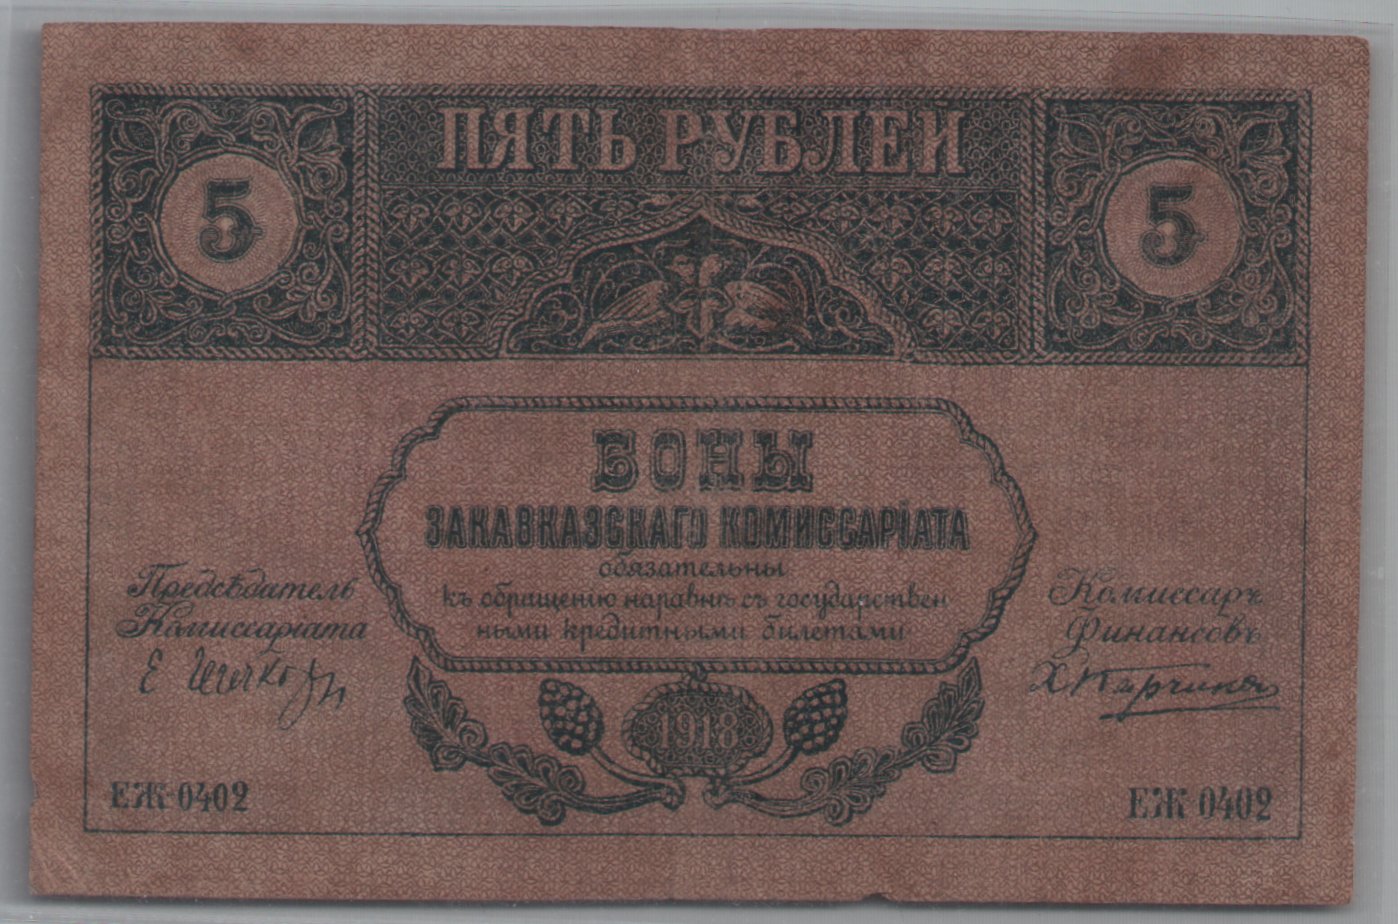 ПЯТЬ РУБЛЕЙ
5
5
БОНЫ
ЗАКАВКАЗСКАГО КОМИССАРІАТА
обязательны
къ обращенію наравнѣ съ государствен
ными кредитными билетами
Предсѣдатель
Комиссаріата
Комиссаръ
Финансовъ
1918
ЕЖ 0402
ЕЖ 0402